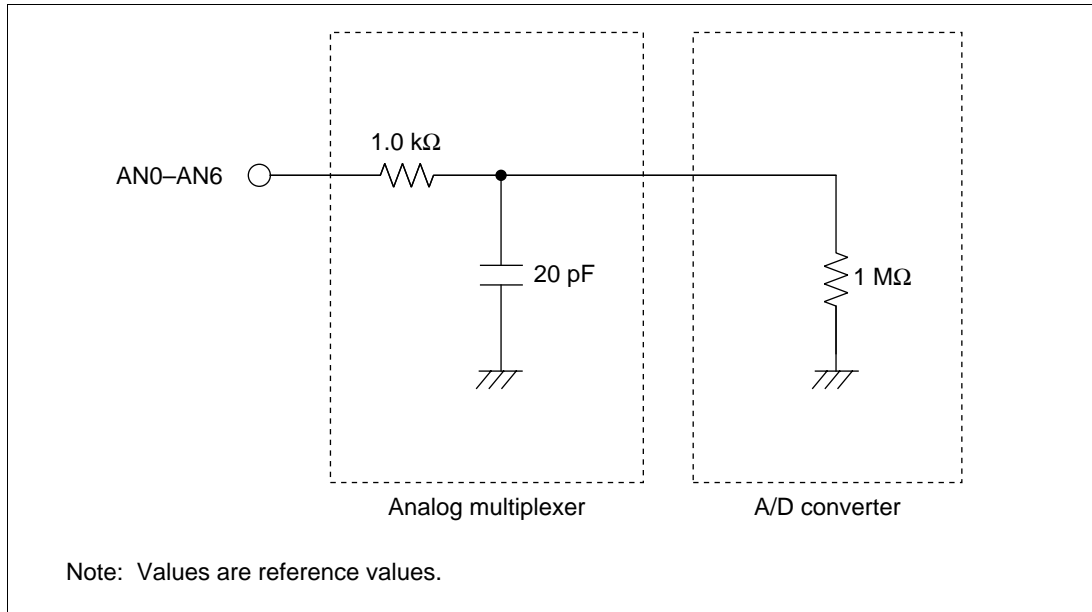 1.0 kΩ
AN0–AN6
20 pF
1 MΩ
Analog multiplexer
A/D converter
Note: Values are reference values.